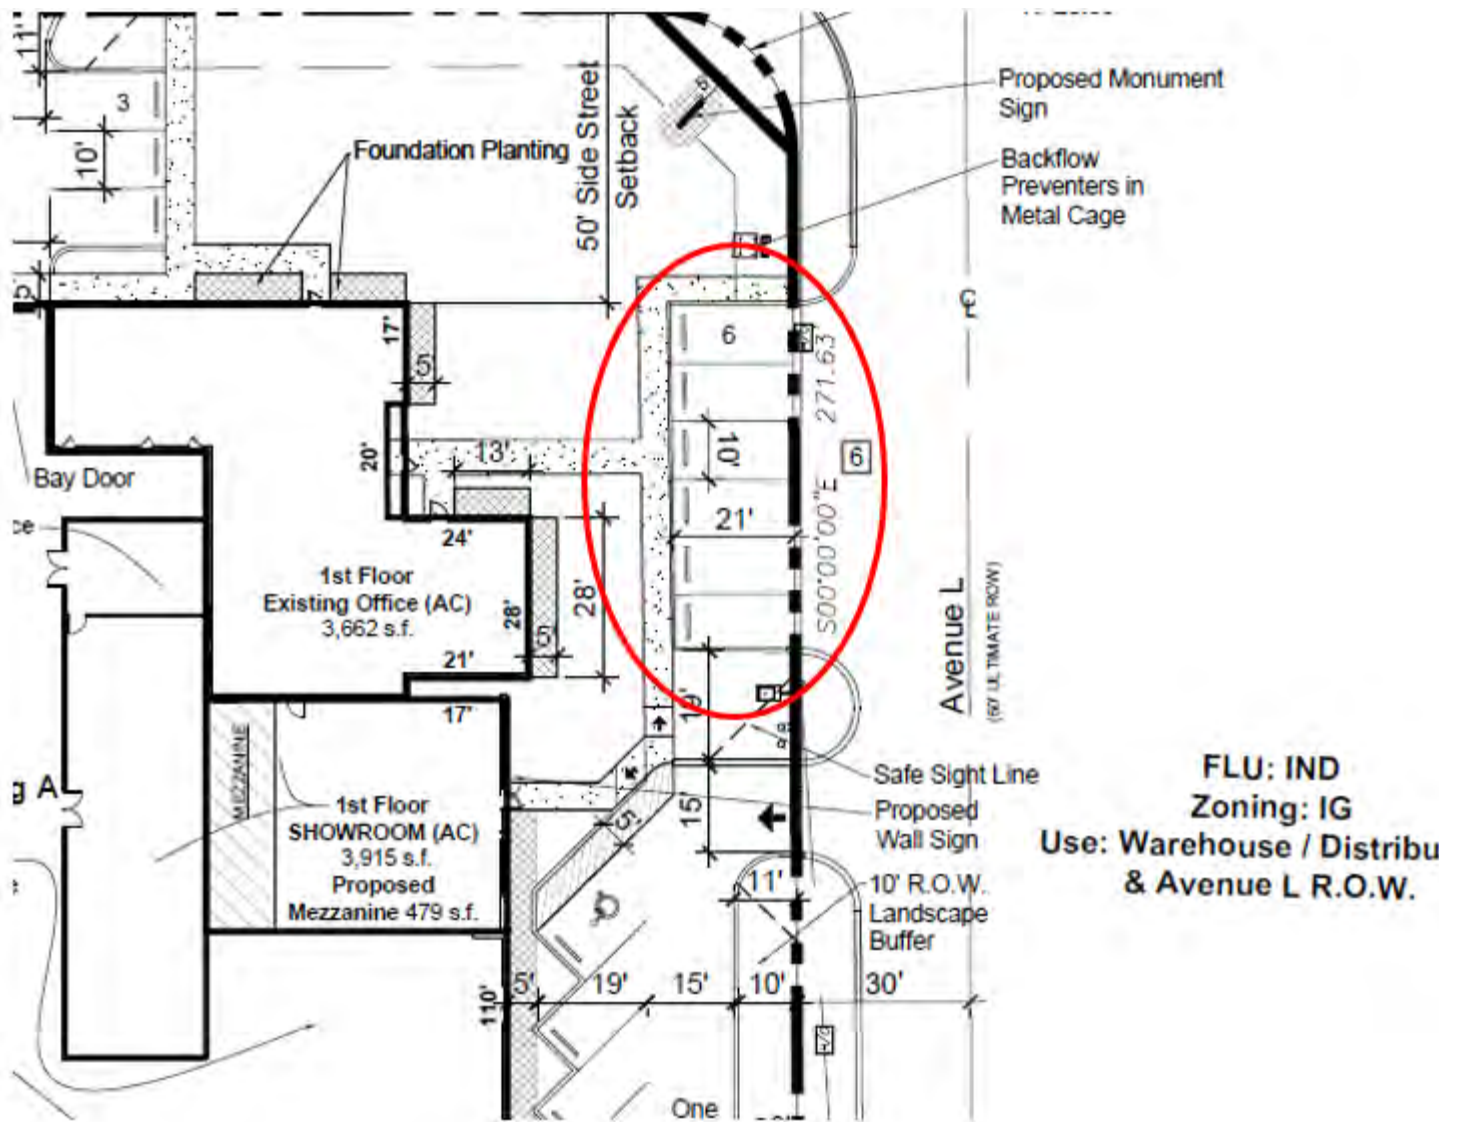 11'
3
10'
Foundation Planting
50' Side Street
Setback
5'
Proposed Monument
Sign
Backflow
Preventers in
Metal Cage
17'
5'
6
271.63
S00°00'00"E
6
10'
21'
20'
13'
Bay Door
24'
1st Floor
Existing Office (AC)
3,662 s.f.
28'
5'
28'
21'
17'
19'
Avenue L
(60' ULTIMATE ROW)
MEZZANINE
g A
1st Floor
SHOWROOM (AC)
3,915 s.f.
Proposed
Mezzanine 479 s.f.
5'
15'
Safe Sight Line
Proposed
Wall Sign
11'
10' R.O.W.
Landscape
Buffer
FLU: IND
Zoning: IG
Use: Warehouse / Distribu
& Avenue L R.O.W.
110'
5'
19'
15'
10'
30'
One